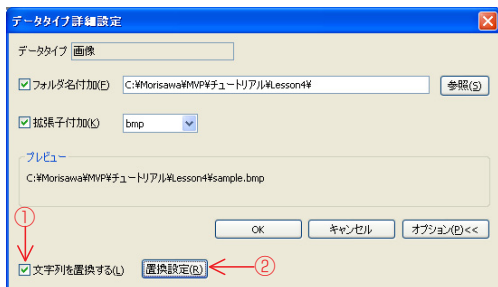 データタイプ詳細設定
データタイプ 画像
フォルダ名付加(F) C:¥Morisawa¥MVP¥チュートリアル¥Lesson4¥ 参照(S)
拡張子付加(K) bmp
プレビュー
C:¥Morisawa¥MVP¥チュートリアル¥Lesson4¥sample.bmp
①
OK キャンセル オプション(P)<<
文字列を置換する(L) 置換設定(R) ②